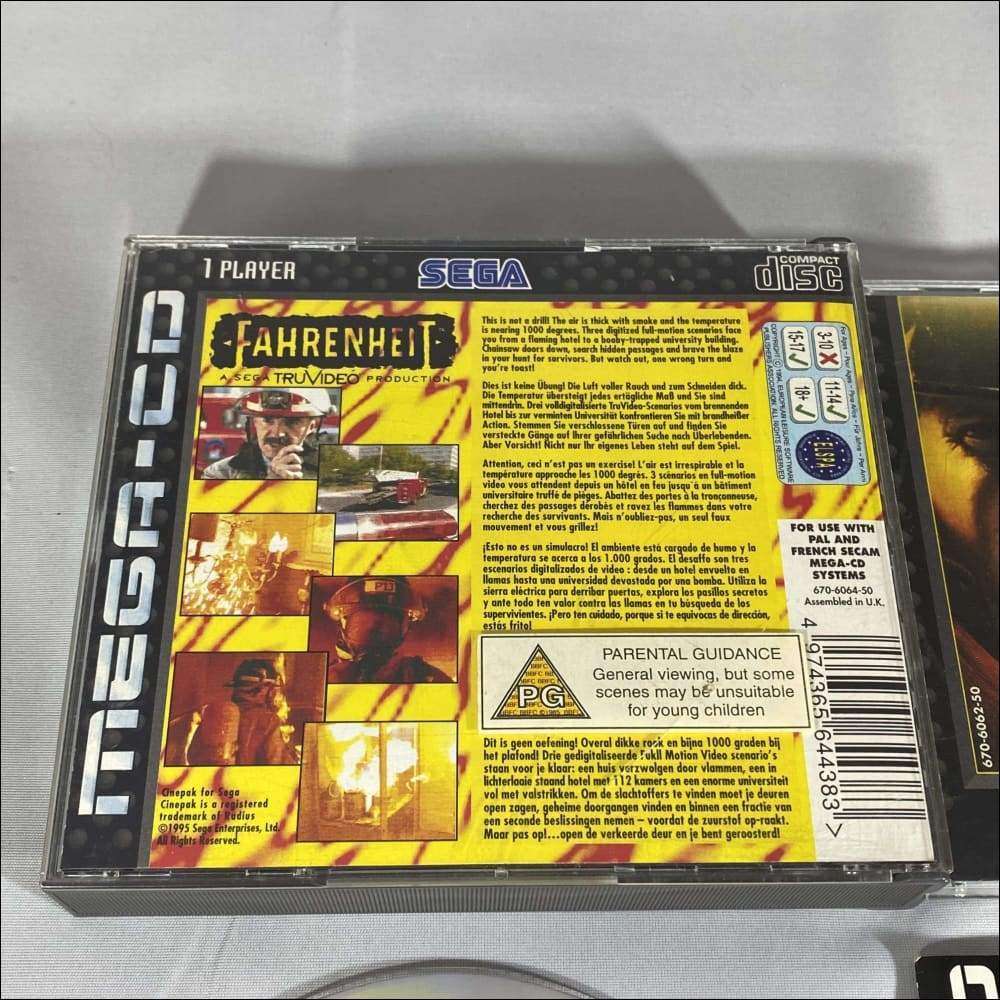 1 PLAYER
SEGA
COMPACT
disc
MEGA-CD
FAHRENHEIT
A SEGA TRUVIDEO PRODUCTION
This is not a drill! The air is thick with smoke and the temperature
is nearing 1000 degrees. Three digitized full-motion scenarios face
you from a flaming hotel to a booby-trapped university building.
Chainsaw doors down, search hidden passages and brave the blaze
in your hunt for survivors. But watch out, one wrong turn and
you're toast!
Dies ist keine Übung! Die Luft voller Rauch und zum Schneiden dick.
Die Temperatur übersteigt jedes ertägliche Maß und Sie sind
mittendrin. Drei volldigitalisierte TruVideo-Scenarios vom brennenden
Hotel bis zur verminten Universität konfrontieren Sie mit brandheißer
Action. Stemmen Sie verschlossene Türen auf und finden Sie
versteckte Gänge auf Ihrer gefährlichen Suche nach Überlebenden.
Aber Vorsicht! Nicht nur Ihr eigenes Leben steht auf dem Spiel.
Attention, ceci n'est pas un exercise! L'air est irrespirable et la
température approche les 1000 degrés. 3 scénarios en full-motion
video vous attendent depuis un hôtel en feu jusqu'à un bâtiment
universitaire truffé de pièges. Abattez des portes à la tronçonneuse,
cherchez des passages dérobés et ravez les flammes dans votre
recherche des survivants. Mais n'oubliez-pas, un seul faux
mouvement et vous grillez!
¡Esto no es un simulacro! El ambiente está cargado de humo y la
temperatura se acerca a los 1.000 grados. El desaffo son tres
escenarios digitalizados de video : desde un hotel envuelto en
llamas hasta una universidad devastada por una bomba. Utiliza la
sierra eléctrica para derribar puertas, explora los pasillos secretos
y ante todo ten valor contra las llamas en tu búsqueda de los
supervivientes. ¡Pero ten cuidado, porque si te equivocas de dirección,
estás frito!
PG
PARENTAL GUIDANCE
General viewing, but some
scenes may be unsuitable
for young children
Dit is geen oefening! Overal dikke rook en bijna 1000 graden bij
het plafond! Drie gedigitaliseerde Fukll Motion Video scenario's
staan voor je klaar: een huis verzwolgen door vlammen, een in
lichterlaaie staand hotel met 112 kamers en een enorme universiteit
vol met valstrikken. Om de slachtoffers te vinden moet je deuren
open zagen, geheime doorgangen vinden en binnen een fractie van
een seconde beslissingen nemen – voordat de zuurstof op-raakt.
Maar pas op!...open de verkeerde deur en je bent geroosterd!
Cinepak for Sega
Cinepak is a registered
trademark of Radius
©1995 Sega Enterprises, Ltd.
All Rights Reserved.
3-10
11-14
15-17
18+
ELSPA
COPYRIGHT © 1994, EUROPEAN LEISURE SOFTWARE
PUBLISHERS ASSOCIATION, ALL RIGHTS RESERVED
FOR USE WITH
PAL AND
FRENCH SECAM
MEGA-CD
SYSTEMS
670-6064-50
Assembled in U.K.
4 974365 644383 >
670-6062-50